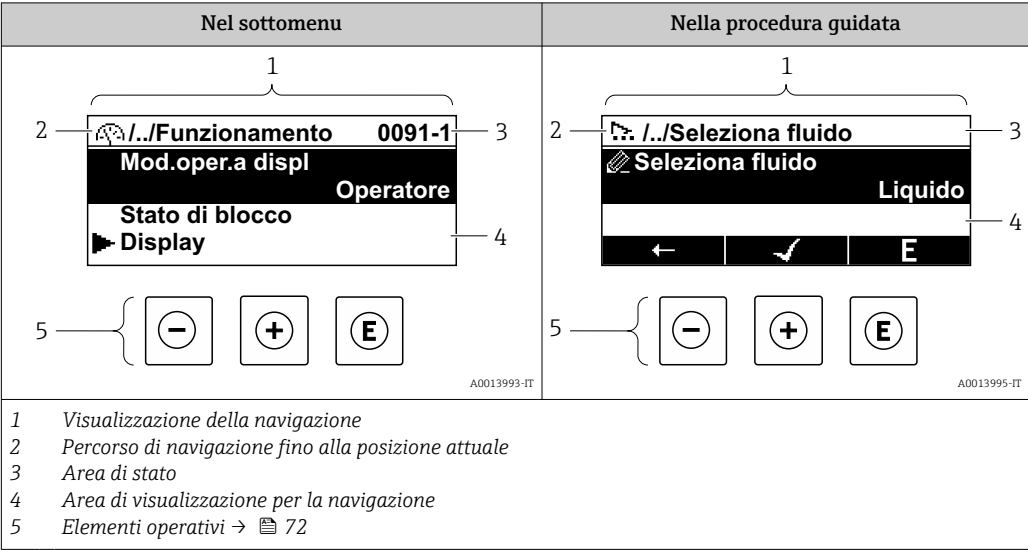 Nel sottomenu
Nella procedura guidata
1
2
/../Funzionamento 0091-1
3
Mod.oper.a displ
Operatore
Stato di blocco
Display
4
5
- + E
A0013993-IT
1
2
/../Seleziona fluido
3
Seleziona fluido
Liquido
4
← ✓ E
5
- + E
A0013995-IT
1 Visualizzazione della navigazione
2 Percorso di navigazione fino alla posizione attuale
3 Area di stato
4 Area di visualizzazione per la navigazione
5 Elementi operativi → 72